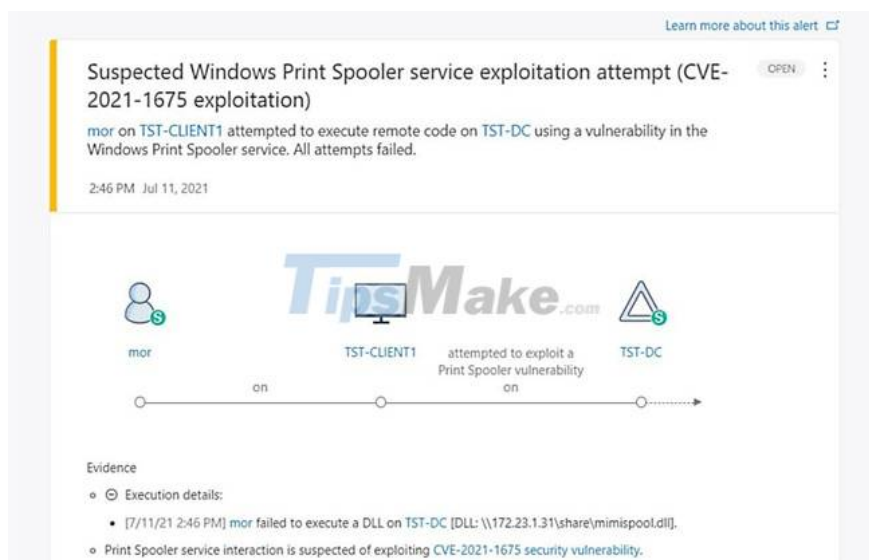 Learn more about this alert
Suspected Windows Print Spooler service exploitation attempt (CVE-
2021-1675 exploitation)
OPEN
mor on TST-CLIENT1 attempted to execute remote code on TST-DC using a vulnerability in the
Windows Print Spooler service. All attempts failed.
2:46 PM Jul 11, 2021
TipsMake.com
S
S
mor
TST-CLIENT1
attempted to exploit a
Print Spooler vulnerability
TST-DC
on
on
Evidence
Execution details:
[7/11/21 2:46 PM] mor failed to execute a DLL on TST-DC [DLL: \\172.23.1.31\share\mimispool.dll].
Print Spooler service interaction is suspected of exploiting CVE-2021-1675 security vulnerability.